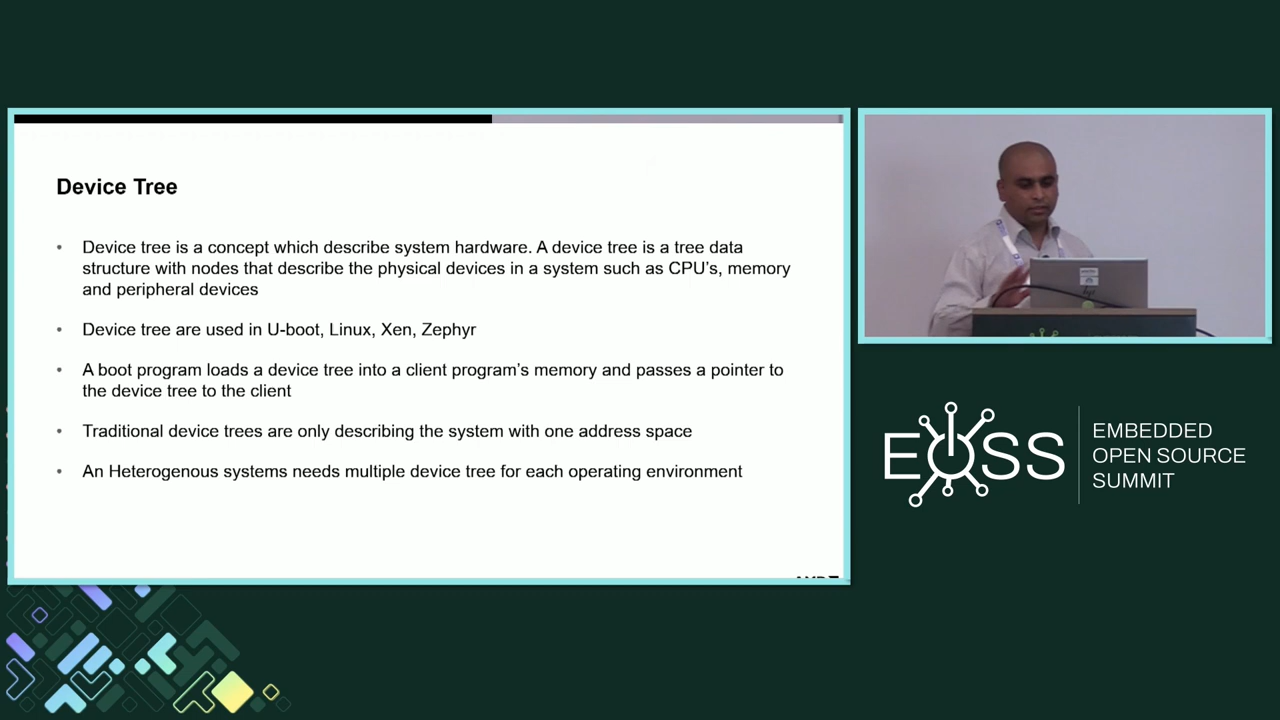 Device Tree
• Device tree is a concept which describe system hardware. A device tree is a tree data
structure with nodes that describe the physical devices in a system such as CPU's, memory
and peripheral devices
• Device tree are used in U-boot, Linux, Xen, Zephyr
• A boot program loads a device tree into a client program's memory and passes a pointer to
the device tree to the client
• Traditional device trees are only describing the system with one address space
• An Heterogenous systems needs multiple device tree for each operating environment
EOSS
EMBEDDED
OPEN SOURCE
SUMMIT